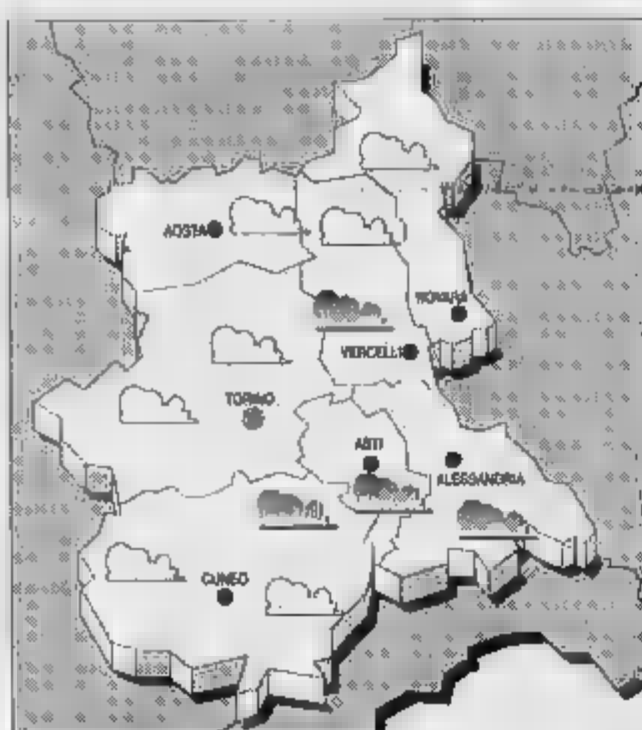 AOSTA
NOVARA
VERCELLI
TORINO
ASTI
ALESSANDRIA
CUNEO